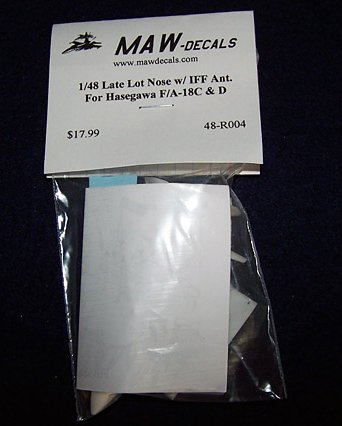 MAW-DECALS
www.mawdecals.com
1/48 Late Lot Nose w/ IFF Ant.
For Hasegawa F/A-18C & D
$17.99 48-R004